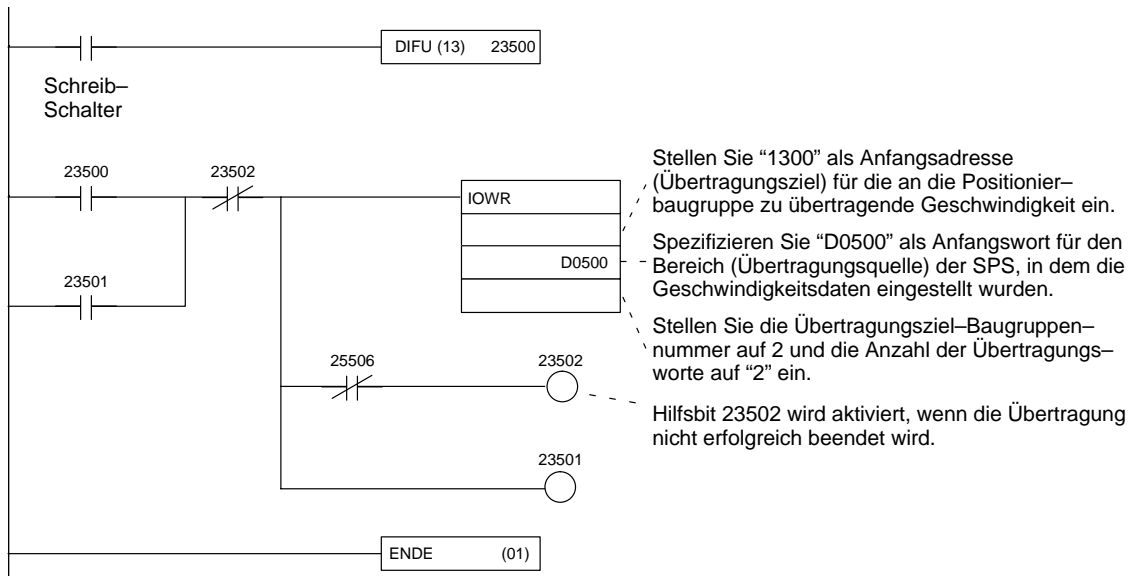 DIFU (13) 23500
Schreib–
Schalter
23500
23502
IOWR
D0500
23501
Stellen Sie “1300” als Anfangsadresse
(Übertragungsziel) für die an die Positionier–
baugruppe zu übertragende Geschwindigkeit ein.
Spezifizieren Sie “D0500” als Anfangswort für den
Bereich (Übertragungsquelle) der SPS, in dem die
Geschwindigkeitsdaten eingestellt wurden.
Stellen Sie die Übertragungsziel–Baugruppen–
nummer auf 2 und die Anzahl der Übertragungs–
worte auf “2” ein.
25506
23502
Hilfsbit 23502 wird aktiviert, wenn die Übertragung
nicht erfolgreich beendet wird.
23501
ENDE (01)